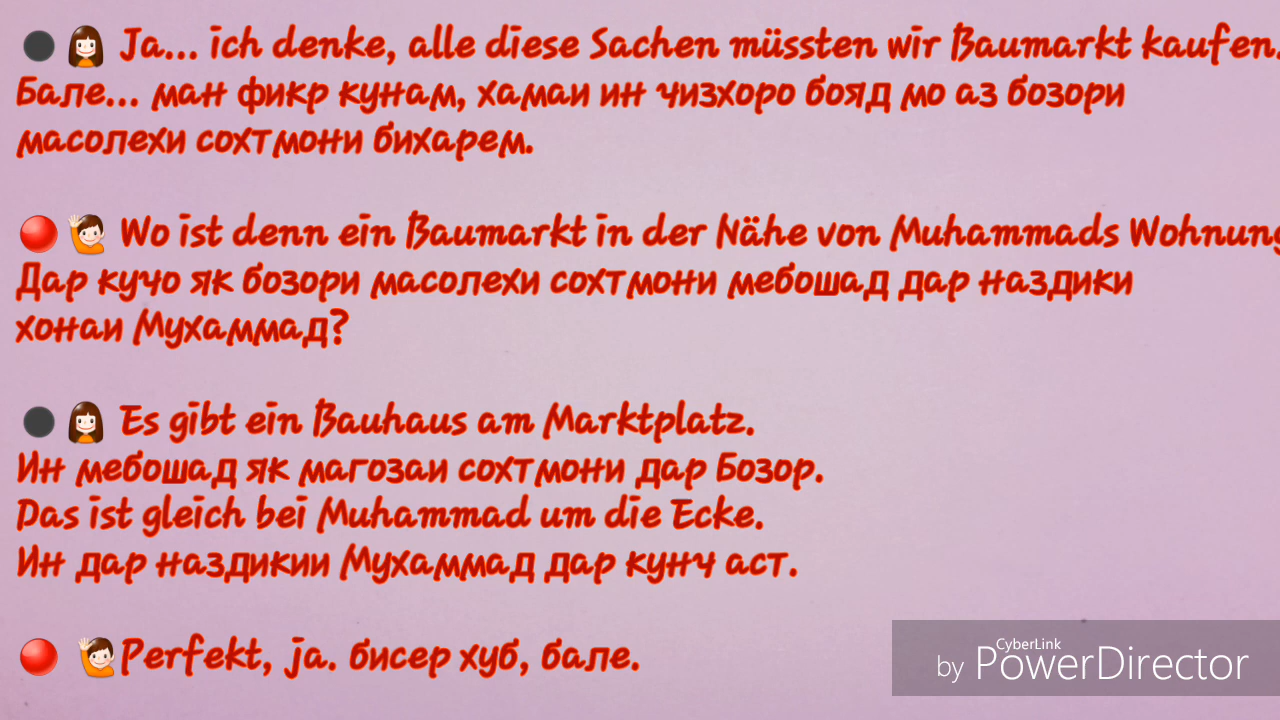 Ja... ich denke, alle diese Sachen müssten wir Baumarkt kaufen.
Бале... ман фикр кунам, хамаи ин чизхоро бояд мо аз бозори
масолехи сохтмони бихарем.
Wo ist denn ein Baumarkt in der Nähe von Muhammads Wohnung
Дар кучо як бозори масолехи сохтмони мебошад дар наздики
хонаи Мухаммад?
Es gibt ein Bauhaus am Marktplatz.
Ин мебошад як магозаи сохтмони дар Бозор.
Das ist gleich bei Muhammad um die Ecke.
Ин дар наздикии Мухаммад дар кунч аст.
Perfekt, ja. бисер хуб, бале.
by CyberLink PowerDirector